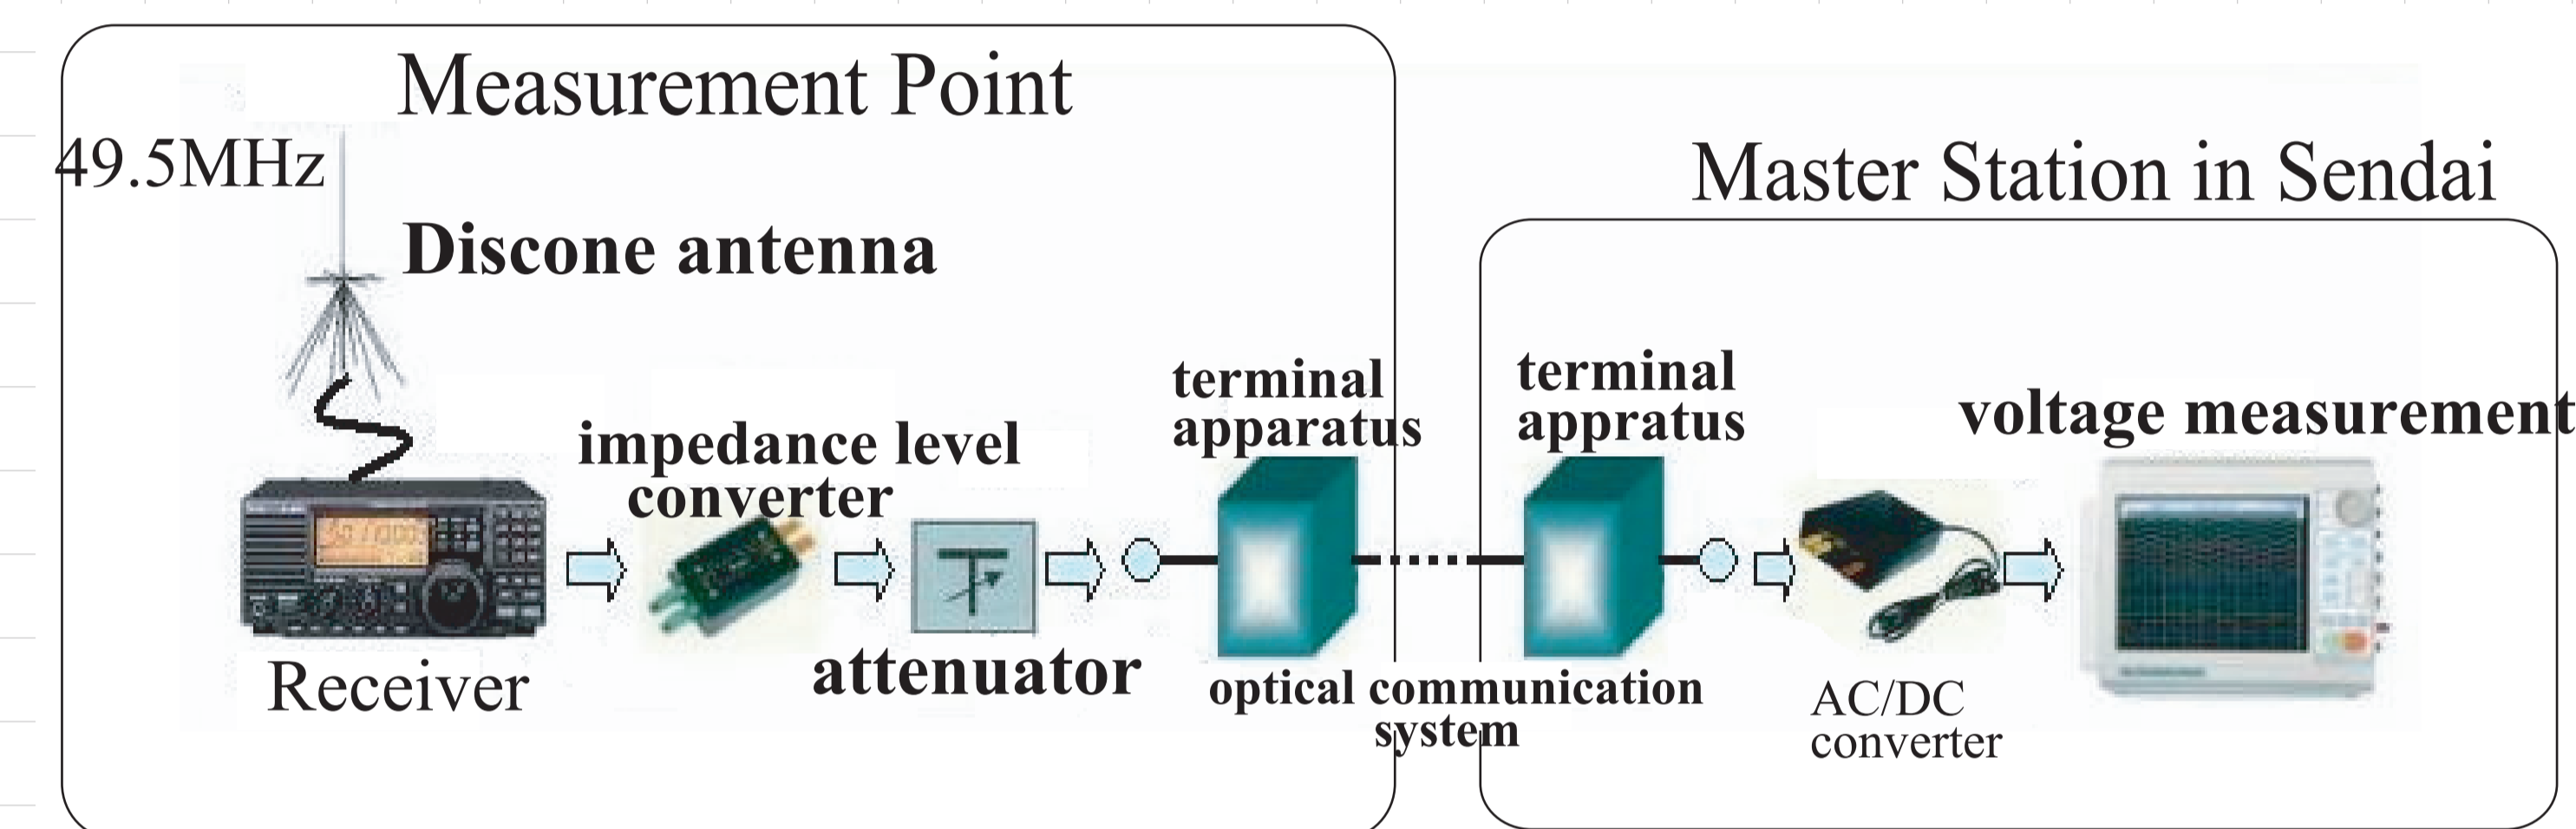 Measurement Point
49.5MHz
Discone antenna
Master Station in Sendai
impedance level
converter
terminal
apparatus
terminal
appratus
voltage measurement
Receiver
attenuator
optical communication
system
AC/DC
converter